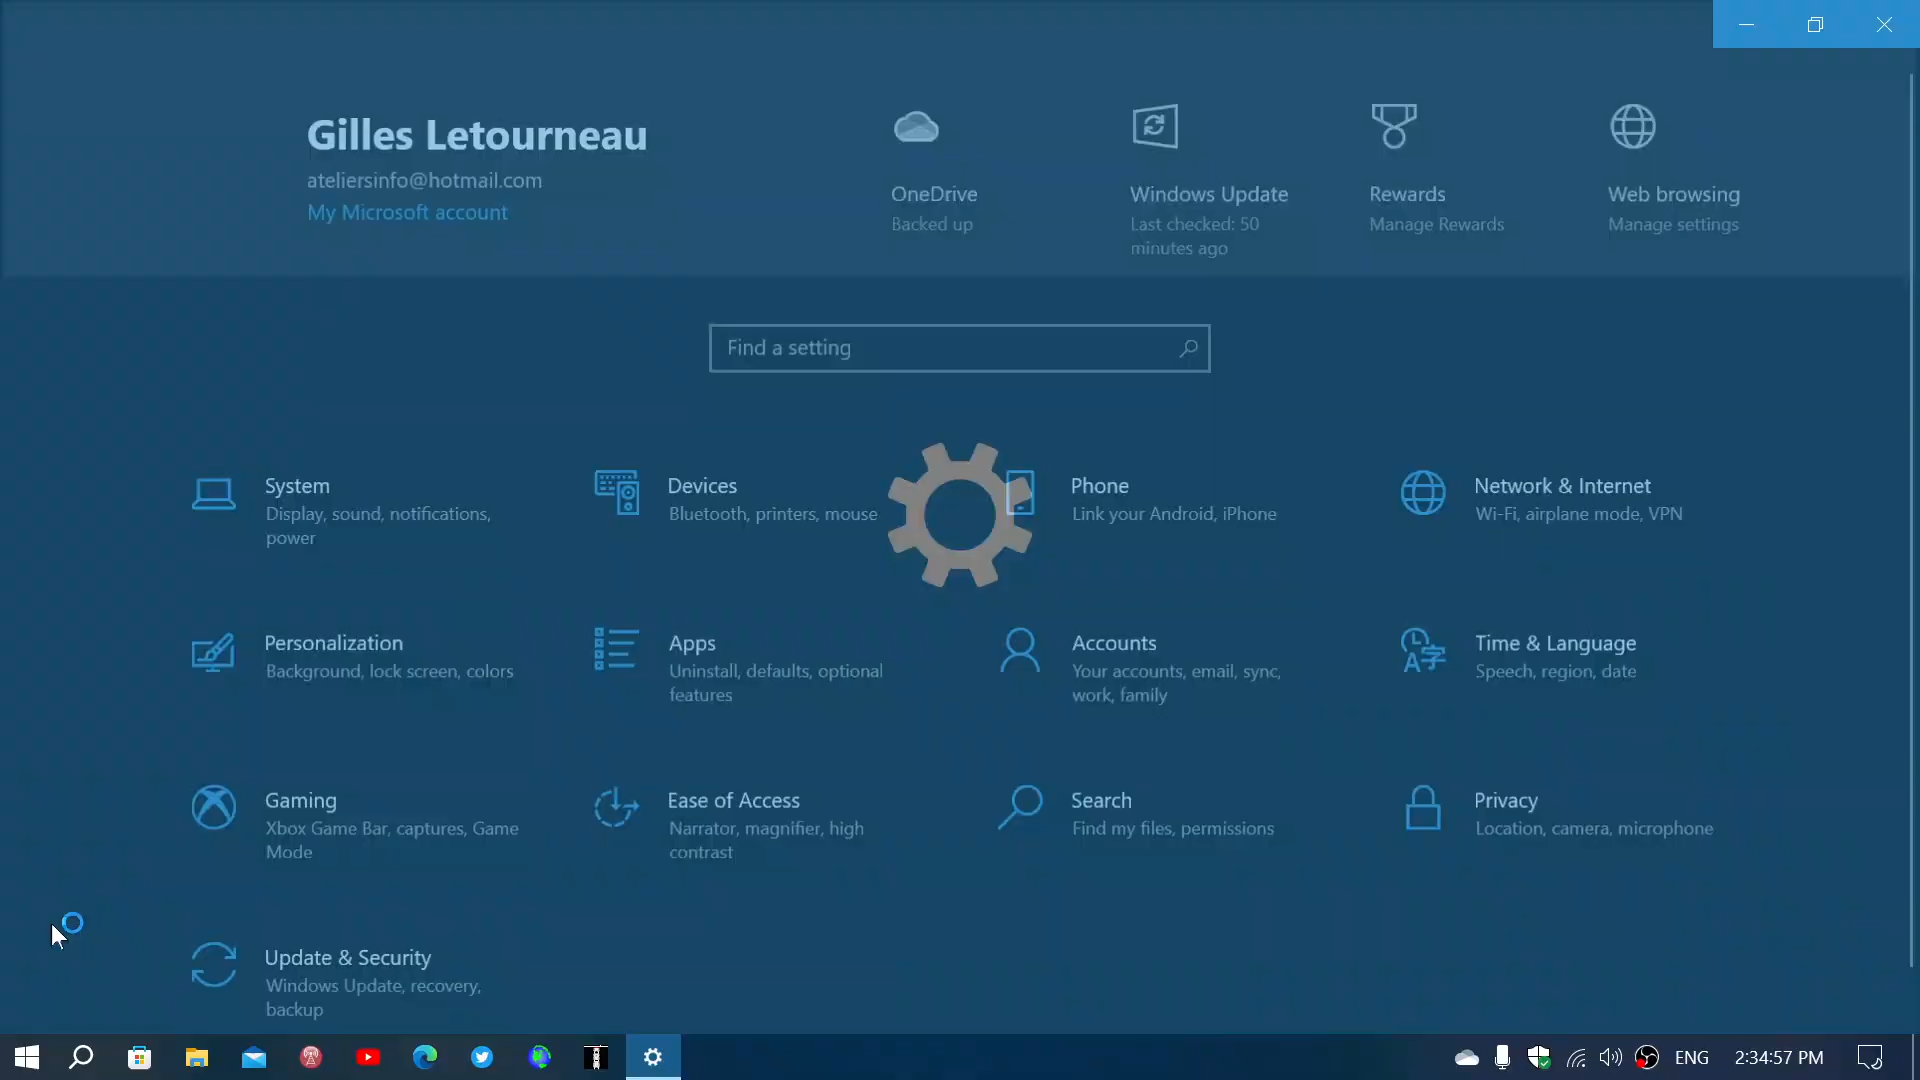 Gilles Letourneau
ateliersinfo@hotmail.com
My Microsoft account
OneDrive
Backed up
Windows Update
Last checked: 50
minutes ago
Rewards
Manage Rewards
Web browsing
Manage settings
Find a setting
System
Display, sound, notifications,
power
Devices
Bluetooth, printers, mouse
Phone
Link your Android, iPhone
Network & Internet
Wi-Fi, airplane mode, VPN
Personalization
Background, lock screen, colors
Apps
Uninstall, defaults, optional
features
Accounts
Your accounts, email, sync,
work, family
Time & Language
Speech, region, date
Gaming
Xbox Game Bar, captures, Game
Mode
Ease of Access
Narrator, magnifier, high
contrast
Search
Find my files, permissions
Privacy
Location, camera, microphone
Update & Security
Windows Update, recovery,
backup
ENG
2:34:57 PM